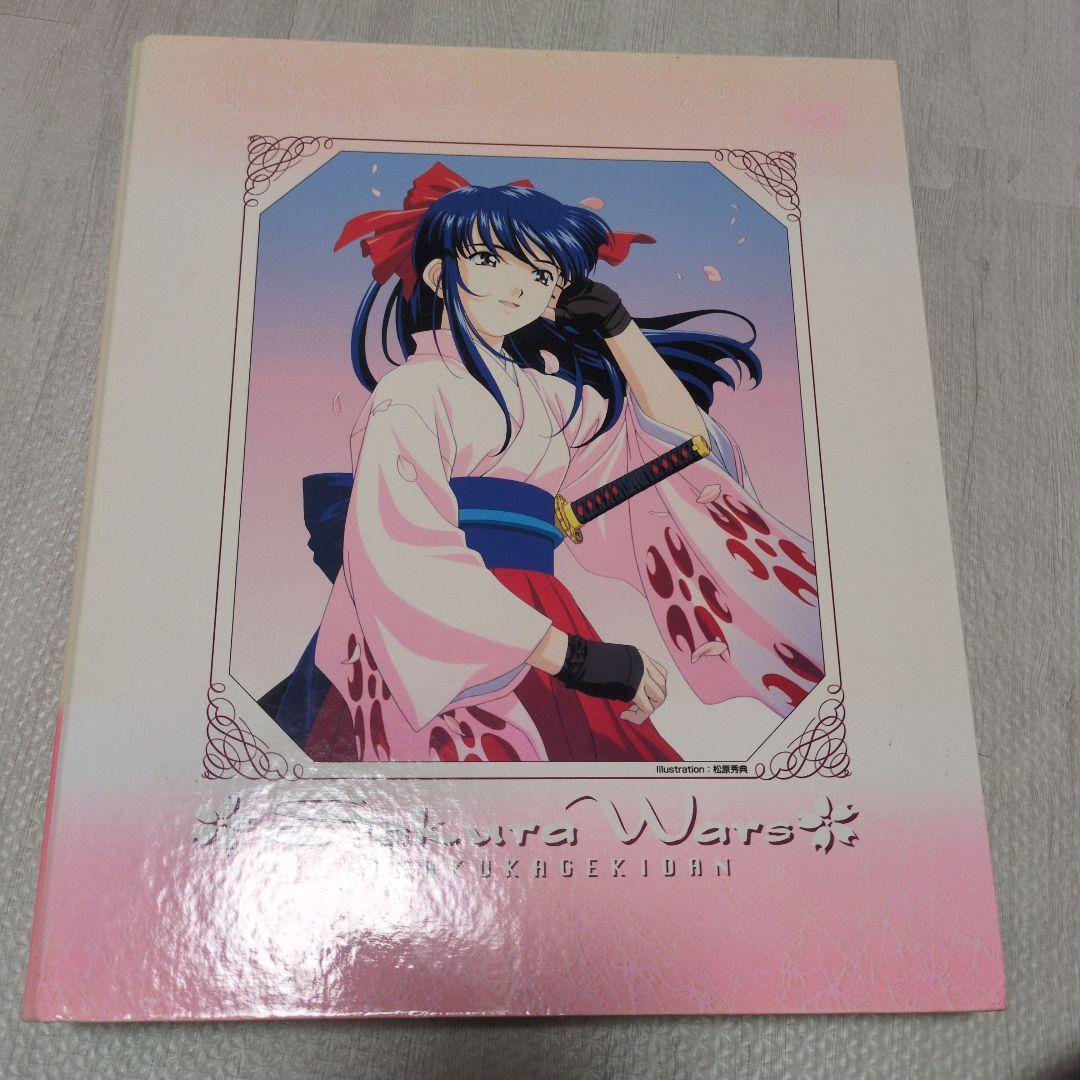 Illustration：松原秀典
Sakura Wars
TEIKOKUKAGEKIDAN